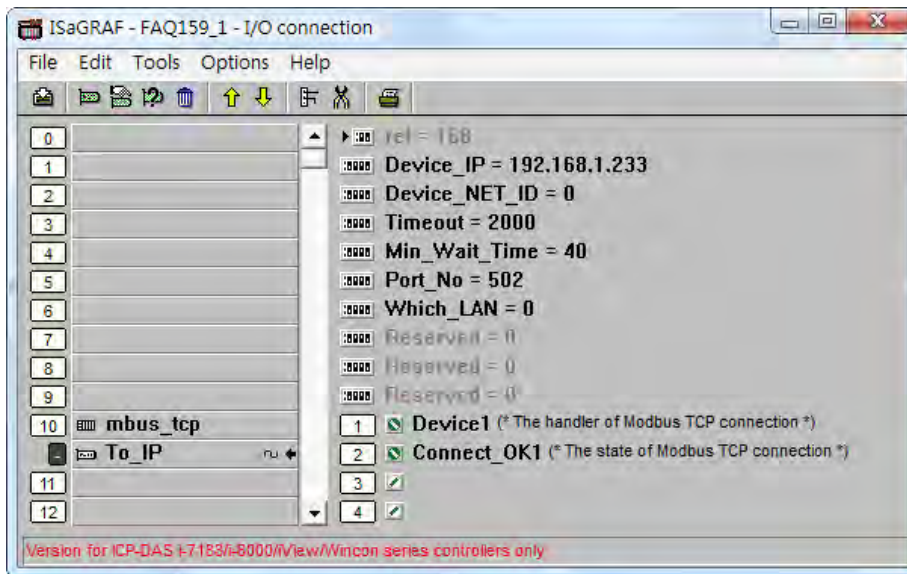 ISaGRAF - FAQ159_1 - I/O connection
File Edit Tools Options Help
0
1
2
3
4
5
6
7
8
9
10 mbus_tcp
To_IP
11
12
ref = 168
Device_IP = 192.168.1.233
Device_NET_ID = 0
Timeout = 2000
Min_Wait_Time = 40
Port_No = 502
Which_LAN = 0
Reserved = 0
Reserved = 0
Reserved = 0
1 Device1 (* The handler of Modbus TCP connection *)
2 Connect_OK1 (* The state of Modbus TCP connection *)
3
4
Version for ICP-DAS i-7183/i-8000/iView/Wincon series controllers only